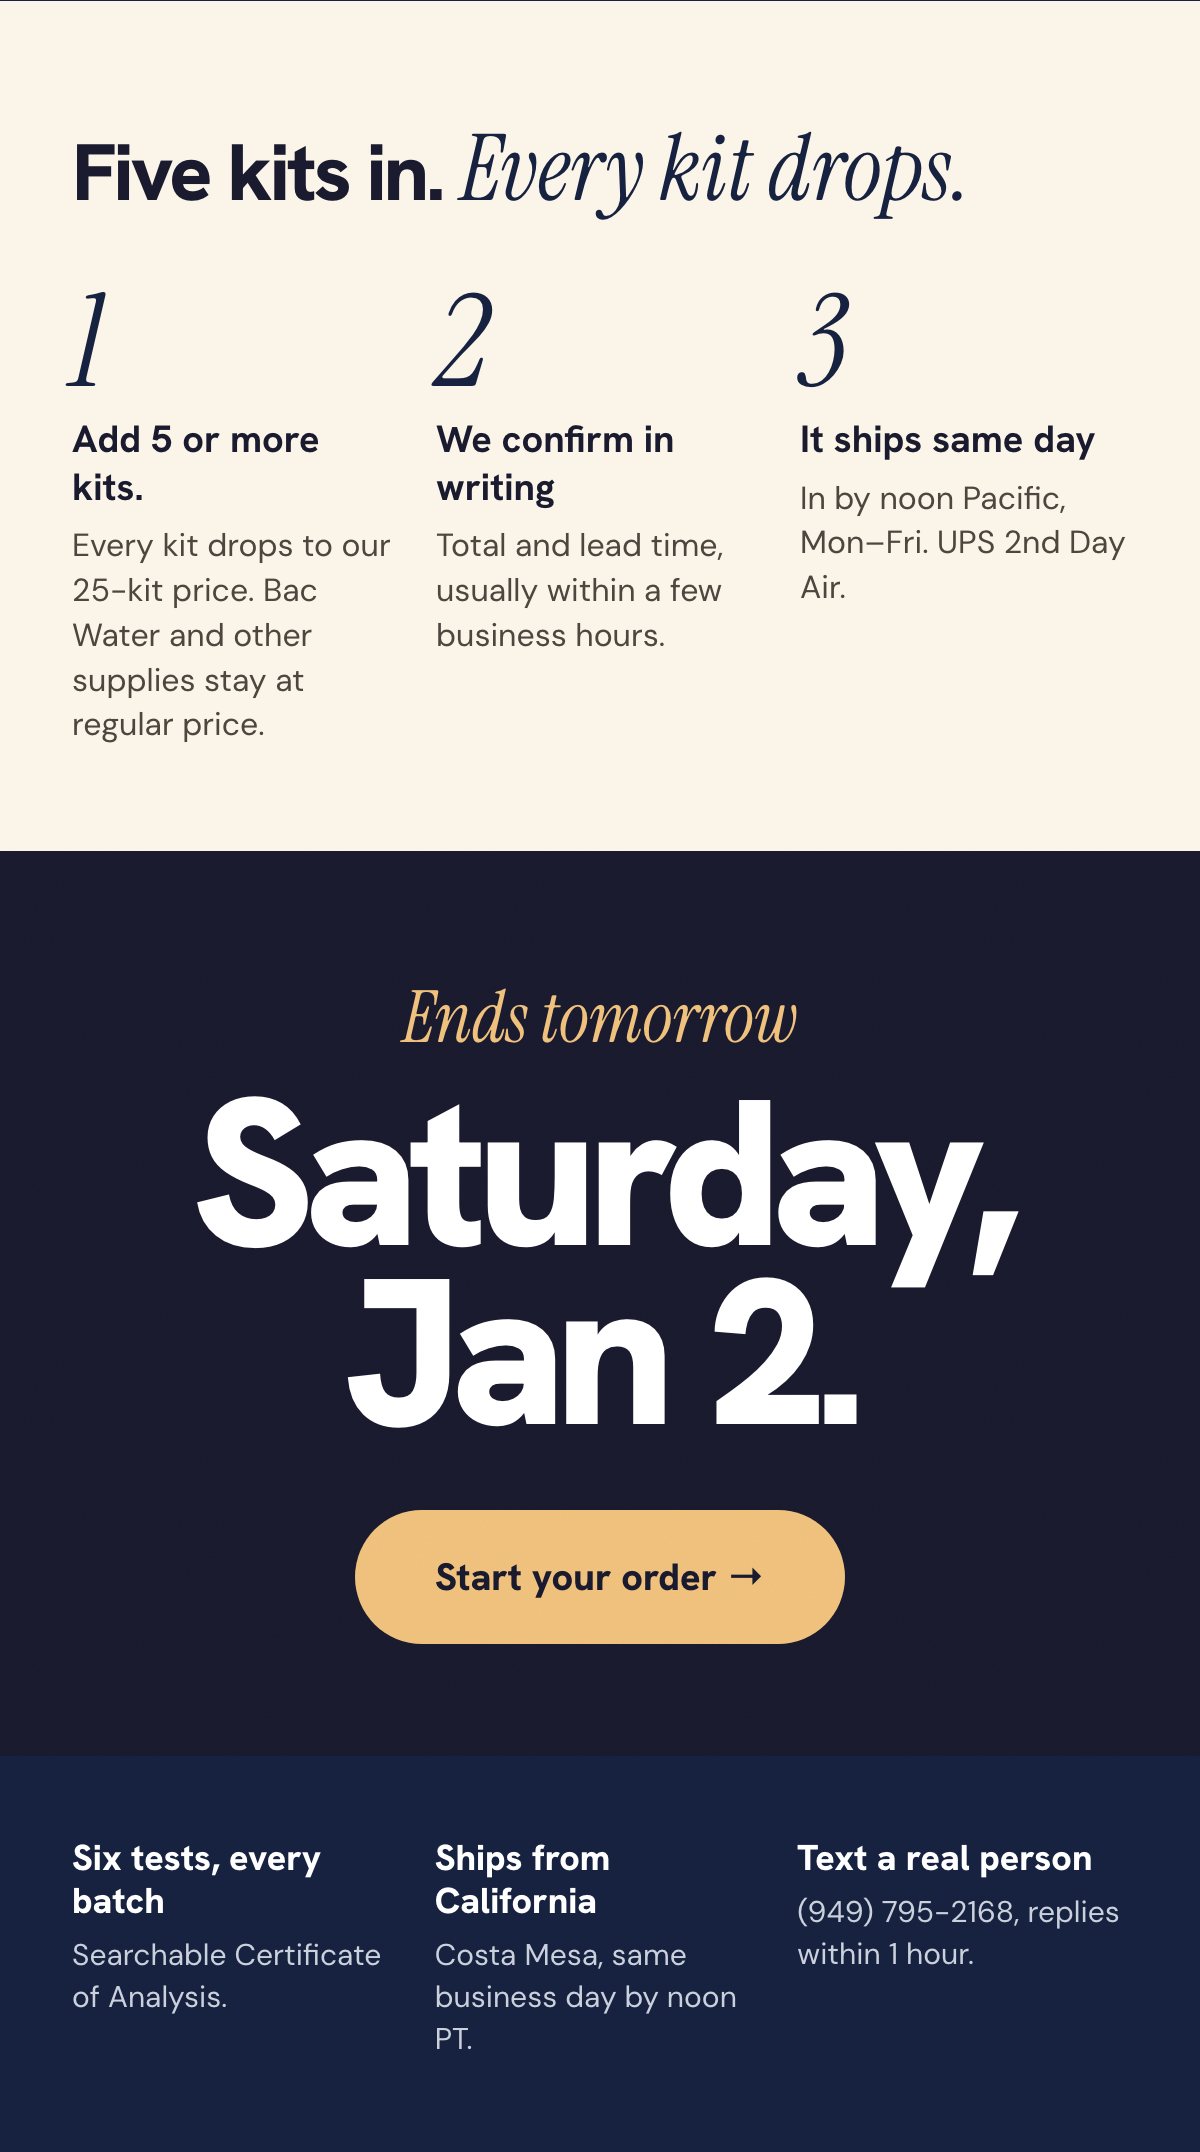 Five kits in. Every kit drops.
1
Add 5 or more
kits.
Every kit drops to our
25-kit price. Bac
Water and other
supplies stay at
regular price.
2
We confirm in
writing
Total and lead time,
usually within a few
business hours.
3
It ships same day
In by noon Pacific,
Mon–Fri. UPS 2nd Day
Air.
Ends tomorrow
Saturday,
Jan 2.
Start your order →
Six tests, every
batch
Searchable Certificate
of Analysis.
Ships from
California
Costa Mesa, same
business day by noon
PT.
Text a real person
(949) 795-2168, replies
within 1 hour.